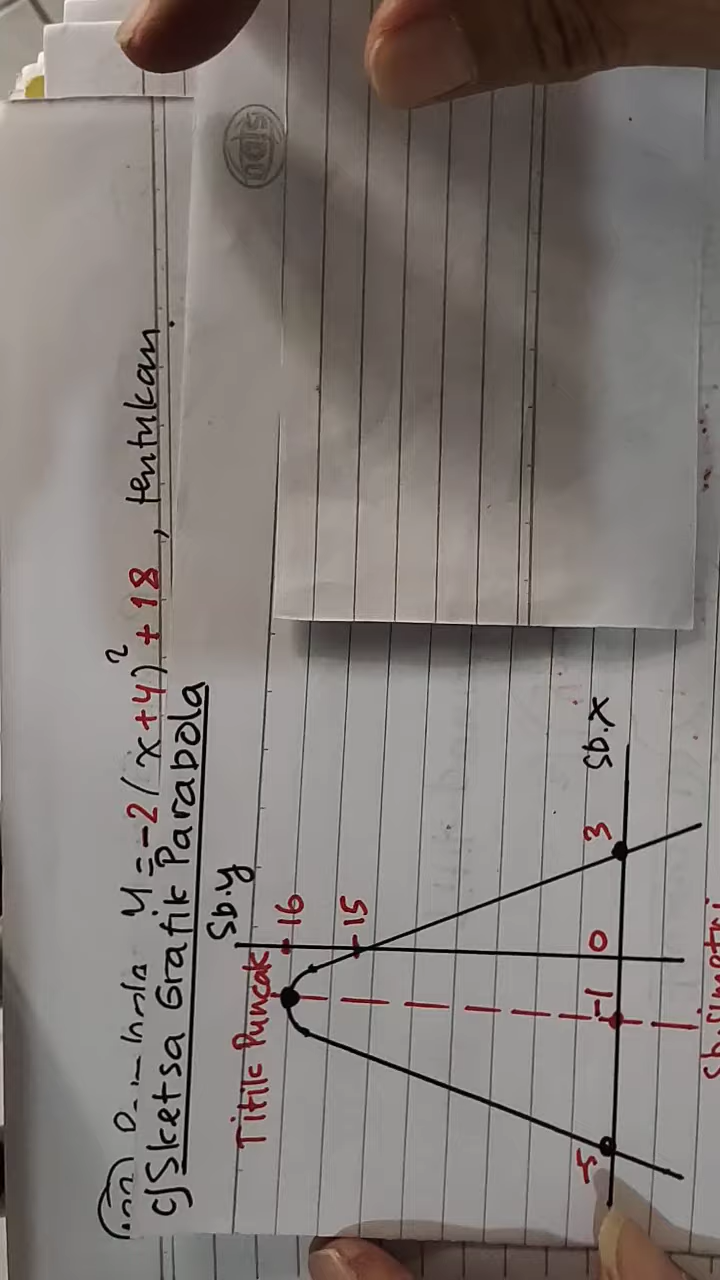 y = -2(x+4)² + 18, tentukan.
c) Sketsa Grafik Parabola
Sb.y
Titik Puncak
16
15
-5
-1
0
3
Sb.x